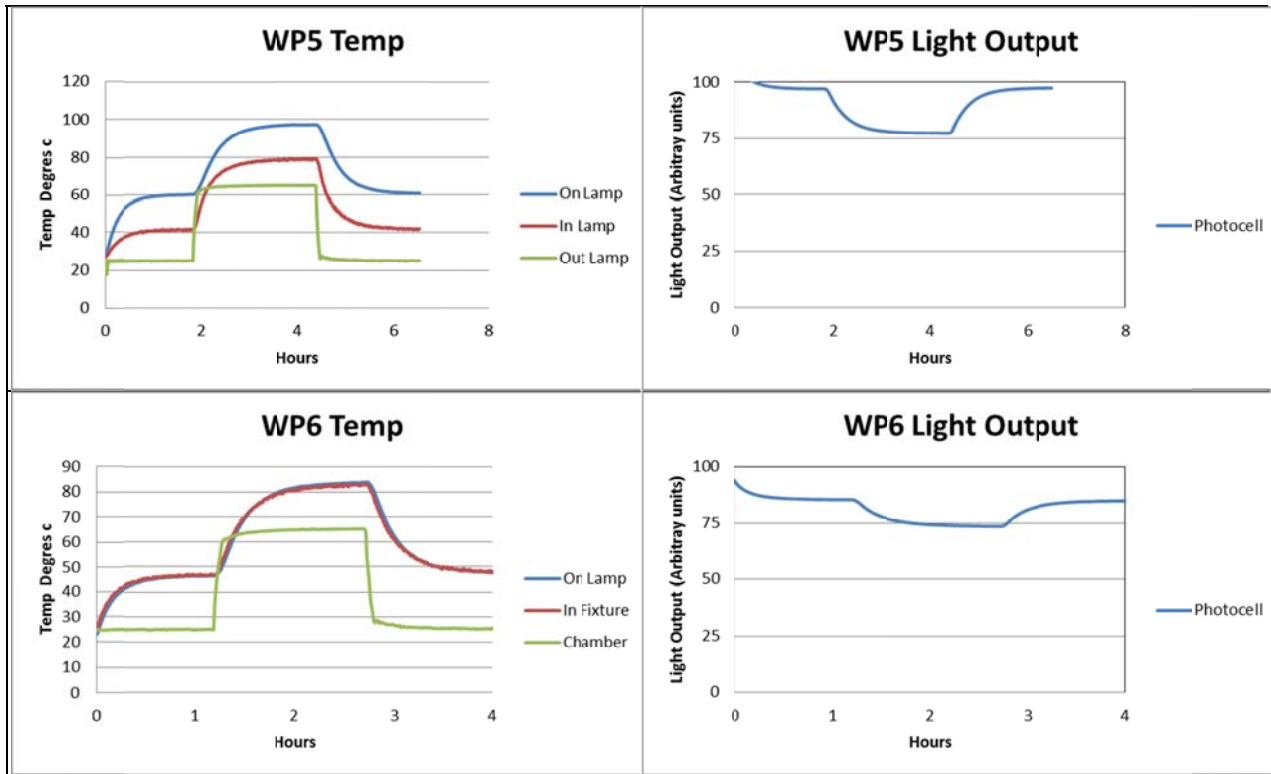 WP5 Temp
120
100
80
60
40
20
0
Temp Degres c
0 2 4 6 8
Hours
On Lamp
In Lamp
Out Lamp
WP5 Light Output
100
75
50
25
0
Light Output (Arbitray units)
0 2 4 6 8
Hours
Photocell
WP6 Temp
90
80
70
60
50
40
30
20
10
0
Temp Degres c
0 1 2 3 4
Hours
On Lamp
In Fixture
Chamber
WP6 Light Output
100
75
50
25
0
Light Output (Arbitray units)
0 1 2 3 4
Hours
Photocell